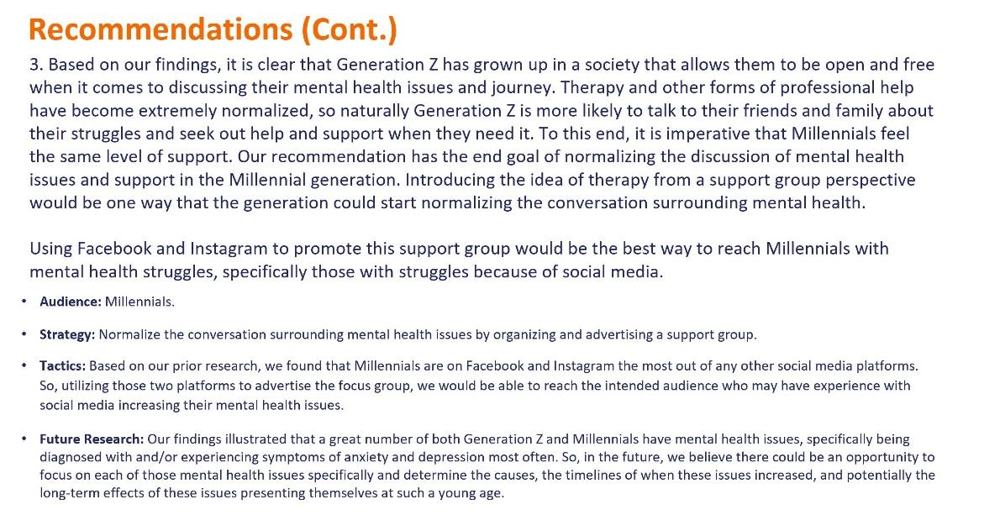 Recommendations (Cont.)
3. Based on our findings, it is clear that Generation Z has grown up in a society that allows them to be open and free
when it comes to discussing their mental health issues and journey. Therapy and other forms of professional help
have become extremely normalized, so naturally Generation Z is more likely to talk to their friends and family about
their struggles and seek out help and support when they need it. To this end, it is imperative that Millennials feel
the same level of support. Our recommendation has the end goal of normalizing the discussion of mental health
issues and support in the Millennial generation. Introducing the idea of therapy from a support group perspective
would be one way that the generation could start normalizing the conversation surrounding mental health.
Using Facebook and Instagram to promote this support group would be the best way to reach Millennials with
mental health struggles, specifically those with struggles because of social media.
• Audience: Millennials.
• Strategy: Normalize the conversation surrounding mental health issues by organizing and advertising a support group.
• Tactics: Based on our prior research, we found that Millennials are on Facebook and Instagram the most out of any other social media platforms.
So, utilizing those two platforms to advertise the focus group, we would be able to reach the intended audience who may have experience with
social media increasing their mental health issues.
• Future Research: Our findings illustrated that a great number of both Generation Z and Millennials have mental health issues, specifically being
diagnosed with and/or experiencing symptoms of anxiety and depression most often. So, in the future, we believe there could be an opportunity to
focus on each of those mental health issues specifically and determine the causes, the timelines of when these issues increased, and potentially the
long-term effects of these issues presenting themselves at such a young age.